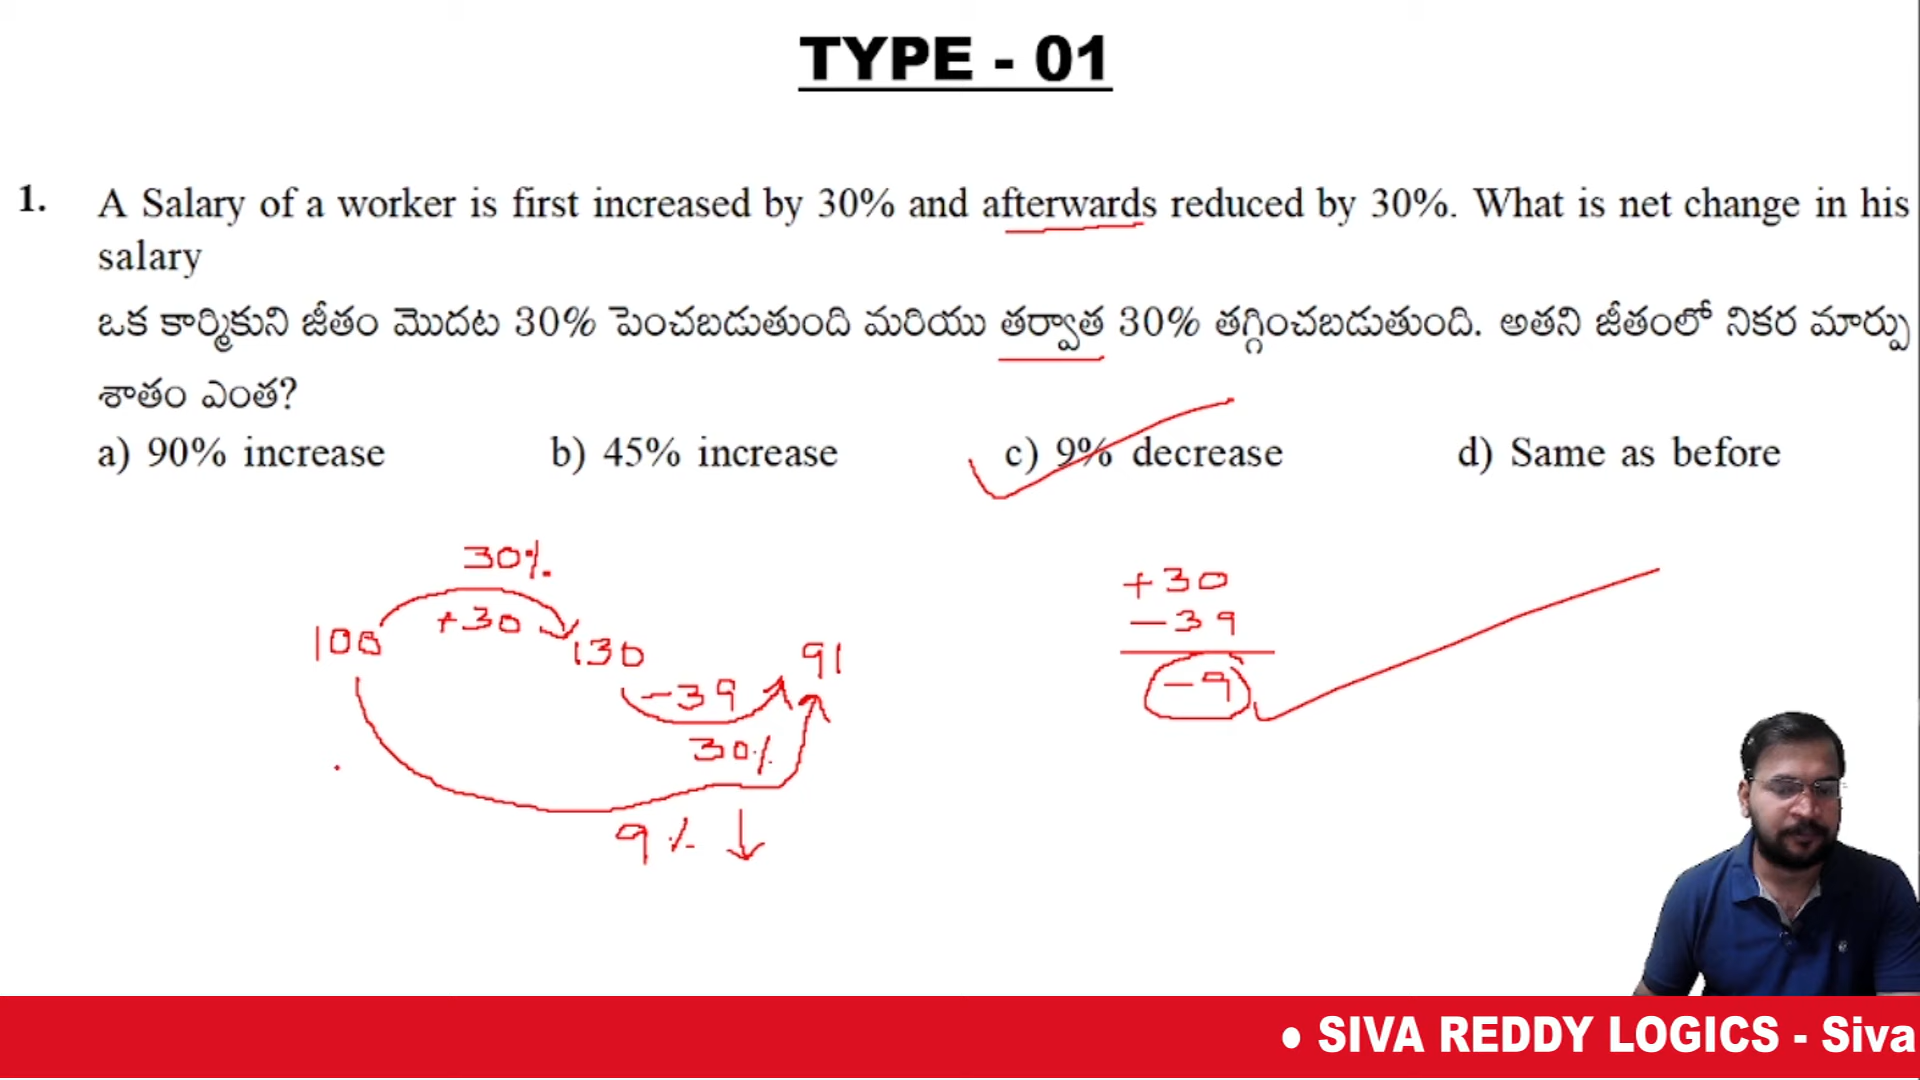 TYPE - 01
1. A Salary of a worker is first increased by 30% and afterwards reduced by 30%. What is net change in his
salary
ఒక కార్మికుని జీతం మొదట 30% పెంచబడుతుంది మరియు తర్వాత 30% తగ్గించబడుతుంది. అతని జీతంలో నికర మార్పు
శాతం ఎంత?
a) 90% increase b) 45% increase c) 9% decrease d) Same as before
30%
+30
100
130
91
-39
30%
9%
+30
-39
-9
• SIVA REDDY LOGICS - Siva